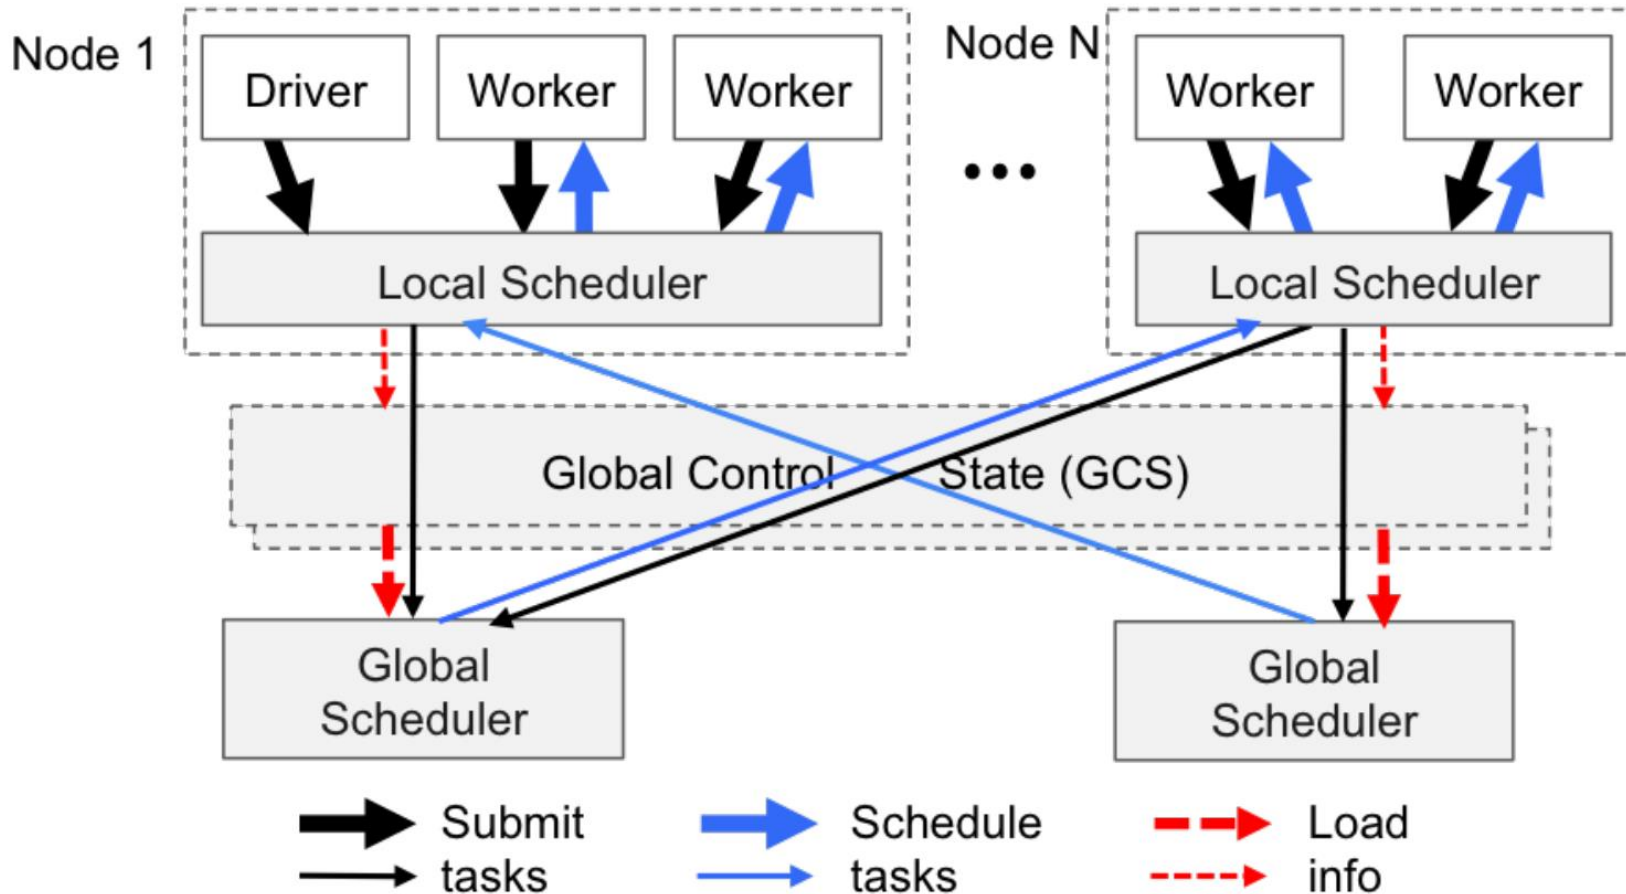 Node 1
Driver
Worker
Worker
Node N
Worker
Worker
...
Local Scheduler
Local Scheduler
Global Control State (GCS)
Global
Scheduler
Global
Scheduler
Submit
tasks
Schedule
tasks
Load
info